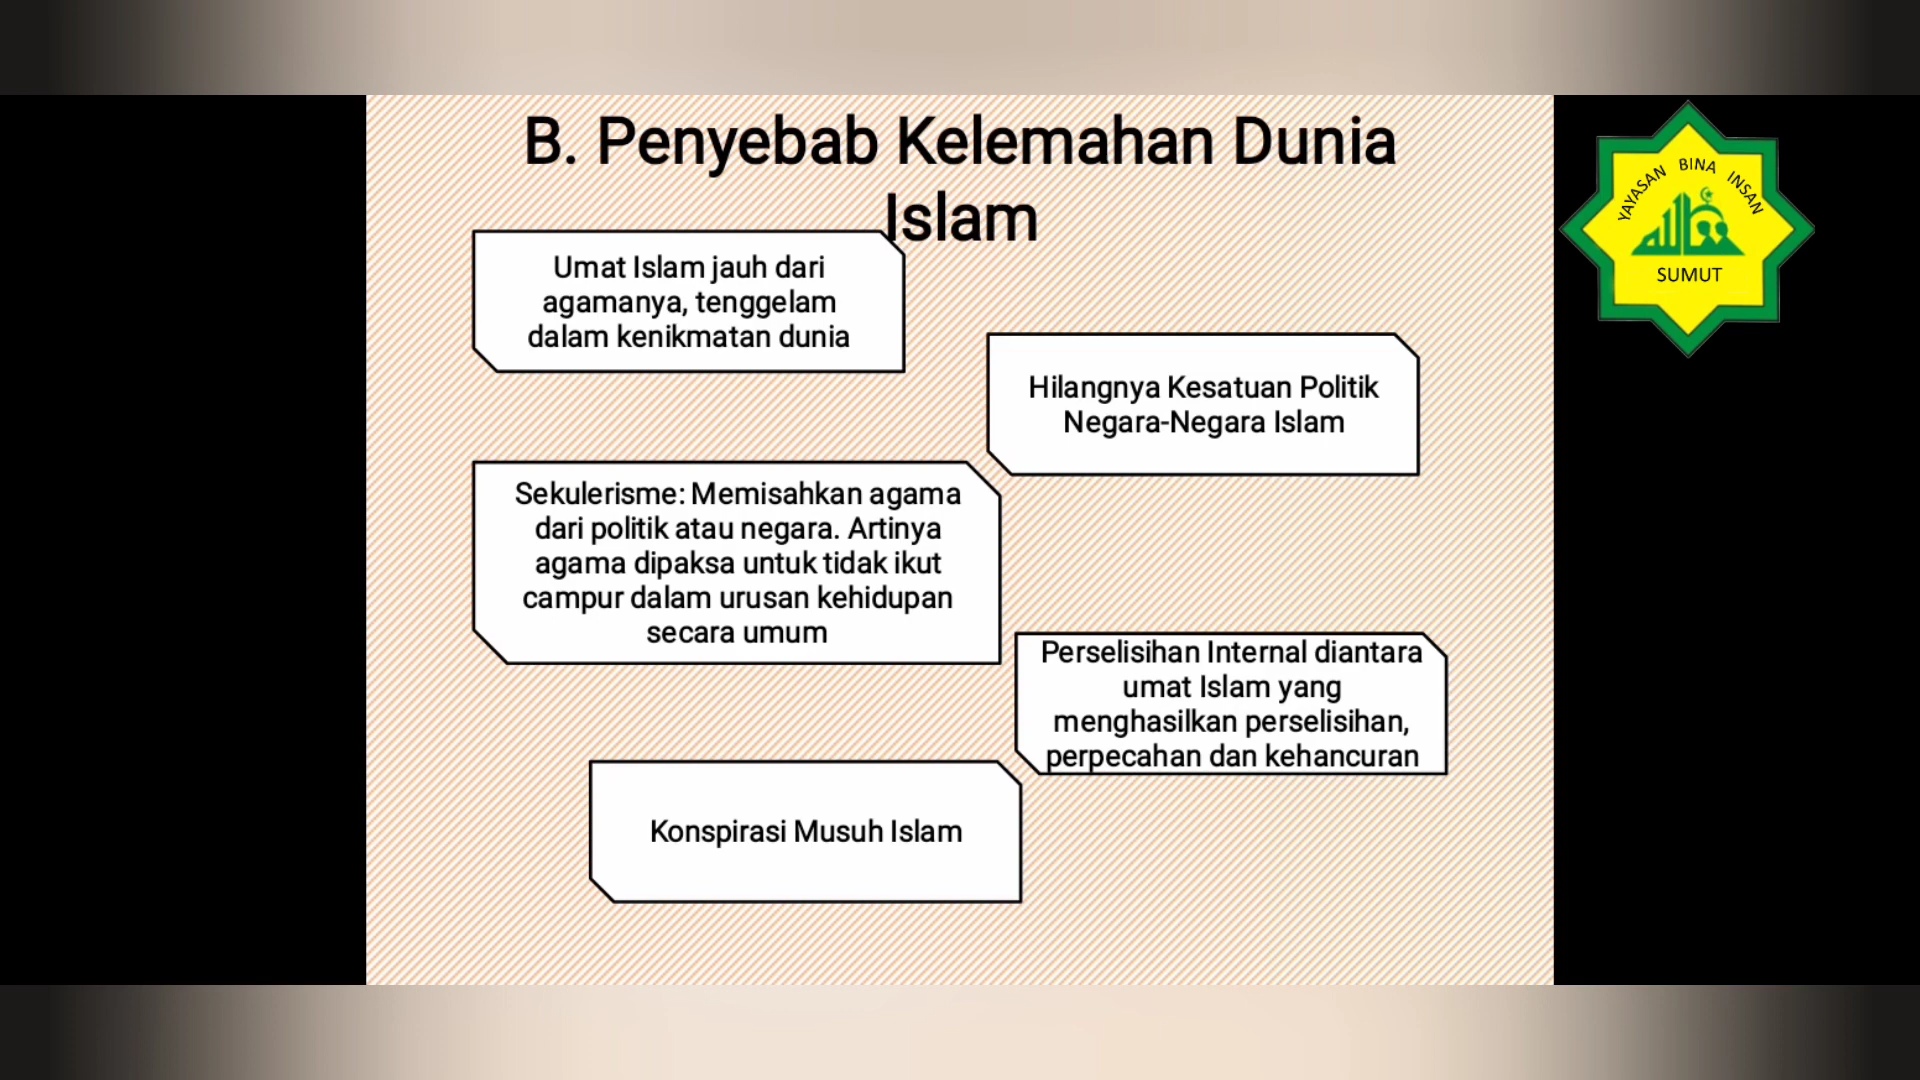 B. Penyebab Kelemahan Dunia
Islam
Umat Islam jauh dari
agamanya, tenggelam
dalam kenikmatan dunia
Hilangnya Kesatuan Politik
Negara-Negara Islam
Sekulerisme: Memisahkan agama
dari politik atau negara. Artinya
agama dipaksa untuk tidak ikut
campur dalam urusan kehidupan
secara umum
Perselisihan Internal diantara
umat Islam yang
menghasilkan perselisihan,
perpecahan dan kehancuran
Konspirasi Musuh Islam
YAYASAN BINA INSAN
الله
SUMUT